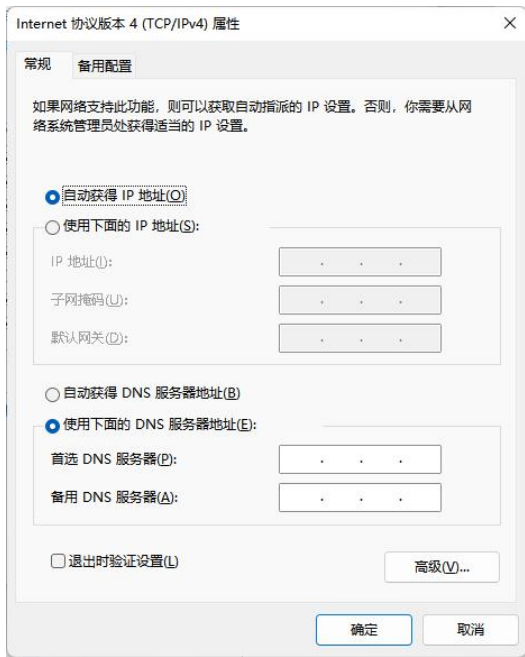 Internet 协议版本 4 (TCP/IPv4) 属性
常规
备用配置
如果网络支持此功能，则可以获取自动指派的 IP 设置。否则，你需要从网
络系统管理员处获得适当的 IP 设置。
自动获得 IP 地址(O)
使用下面的 IP 地址(S):
IP 地址(I):
子网掩码(U):
默认网关(D):
自动获得 DNS 服务器地址(B)
使用下面的 DNS 服务器地址(E):
首选 DNS 服务器(P):
备用 DNS 服务器(A):
退出时验证设置(L)
高级(V)...
确定
取消